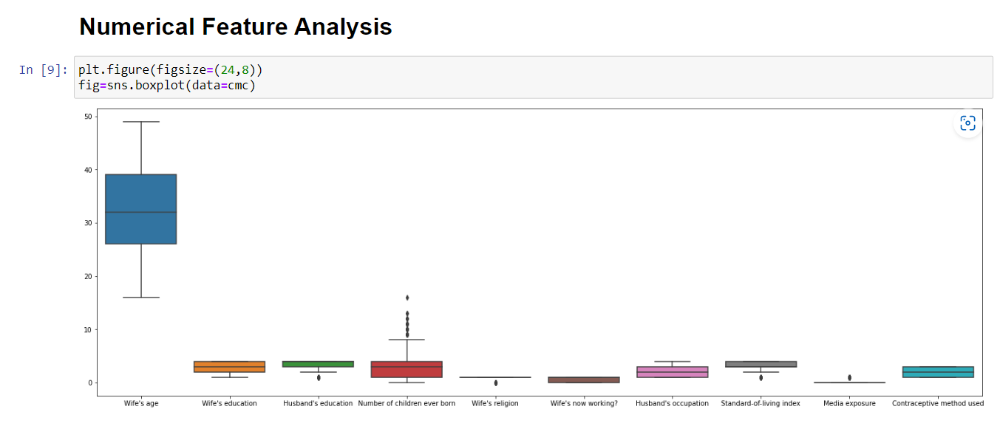 Numerical Feature Analysis
In [9]:
plt.figure(figsize=(24,8))
fig=sns.boxplot(data=cmc)
50
40
30
20
10
0
Wife's age Wife's education Husband's education Number of children ever born Wife's religion Wife's now working? Husband's occupation Standard-of-living index Media exposure Contraceptive method used